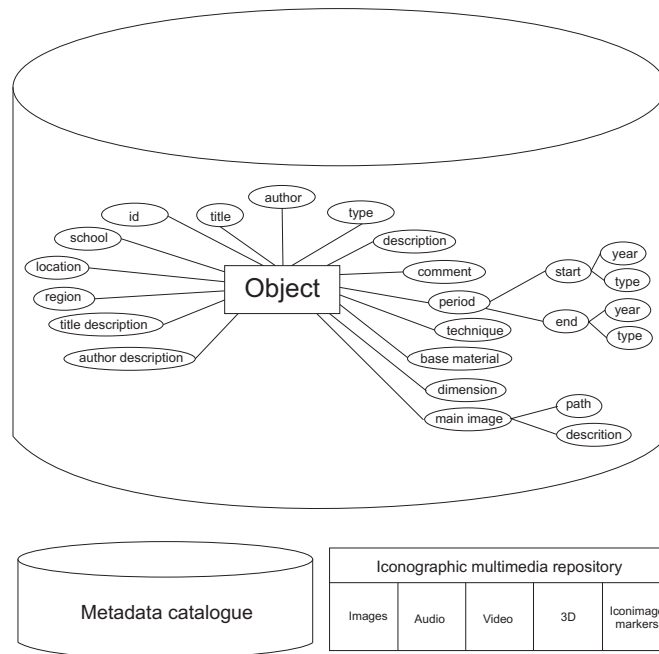 author
id
title
type
school
description
location
comment
year
start
region
Object
type
period
title description
technique
end
year
type
author description
base material
dimension
main image
path
descrition
Iconographic multimedia repository
Metadata catalogue
Images
Audio
Video
3D
Iconimage
markers